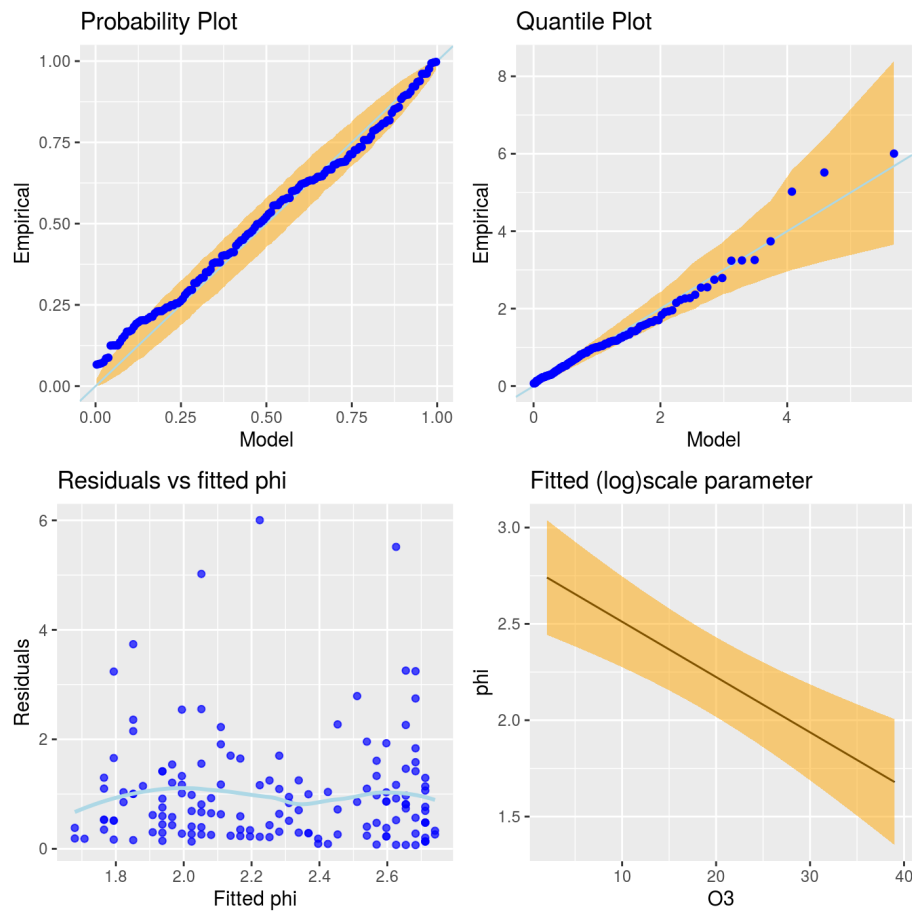 Probability Plot
Empirical
1.00
0.75
0.50
0.25
0.00
0.00 0.25 0.50 0.75 1.00
Model
Quantile Plot
Empirical
8
6
4
2
0
0 2 4
Model
Residuals vs fitted phi
Residuals
6
4
2
0
1.8 2.0 2.2 2.4 2.6
Fitted phi
Fitted (log)scale parameter
phi
3.0
2.5
2.0
1.5
10 20 30 40
O3